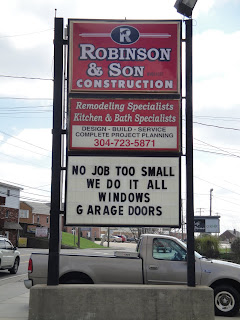 R
ROBINSON
& SON
CONSTRUCTION
Remodeling Specialists
Kitchen & Bath Specialists
DESIGN - BUILD - SERVICE
COMPLETE PROJECT PLANNING
304-723-5871
NO JOB TOO SMALL
WE DO IT ALL
WINDOWS
GARAGE DOORS